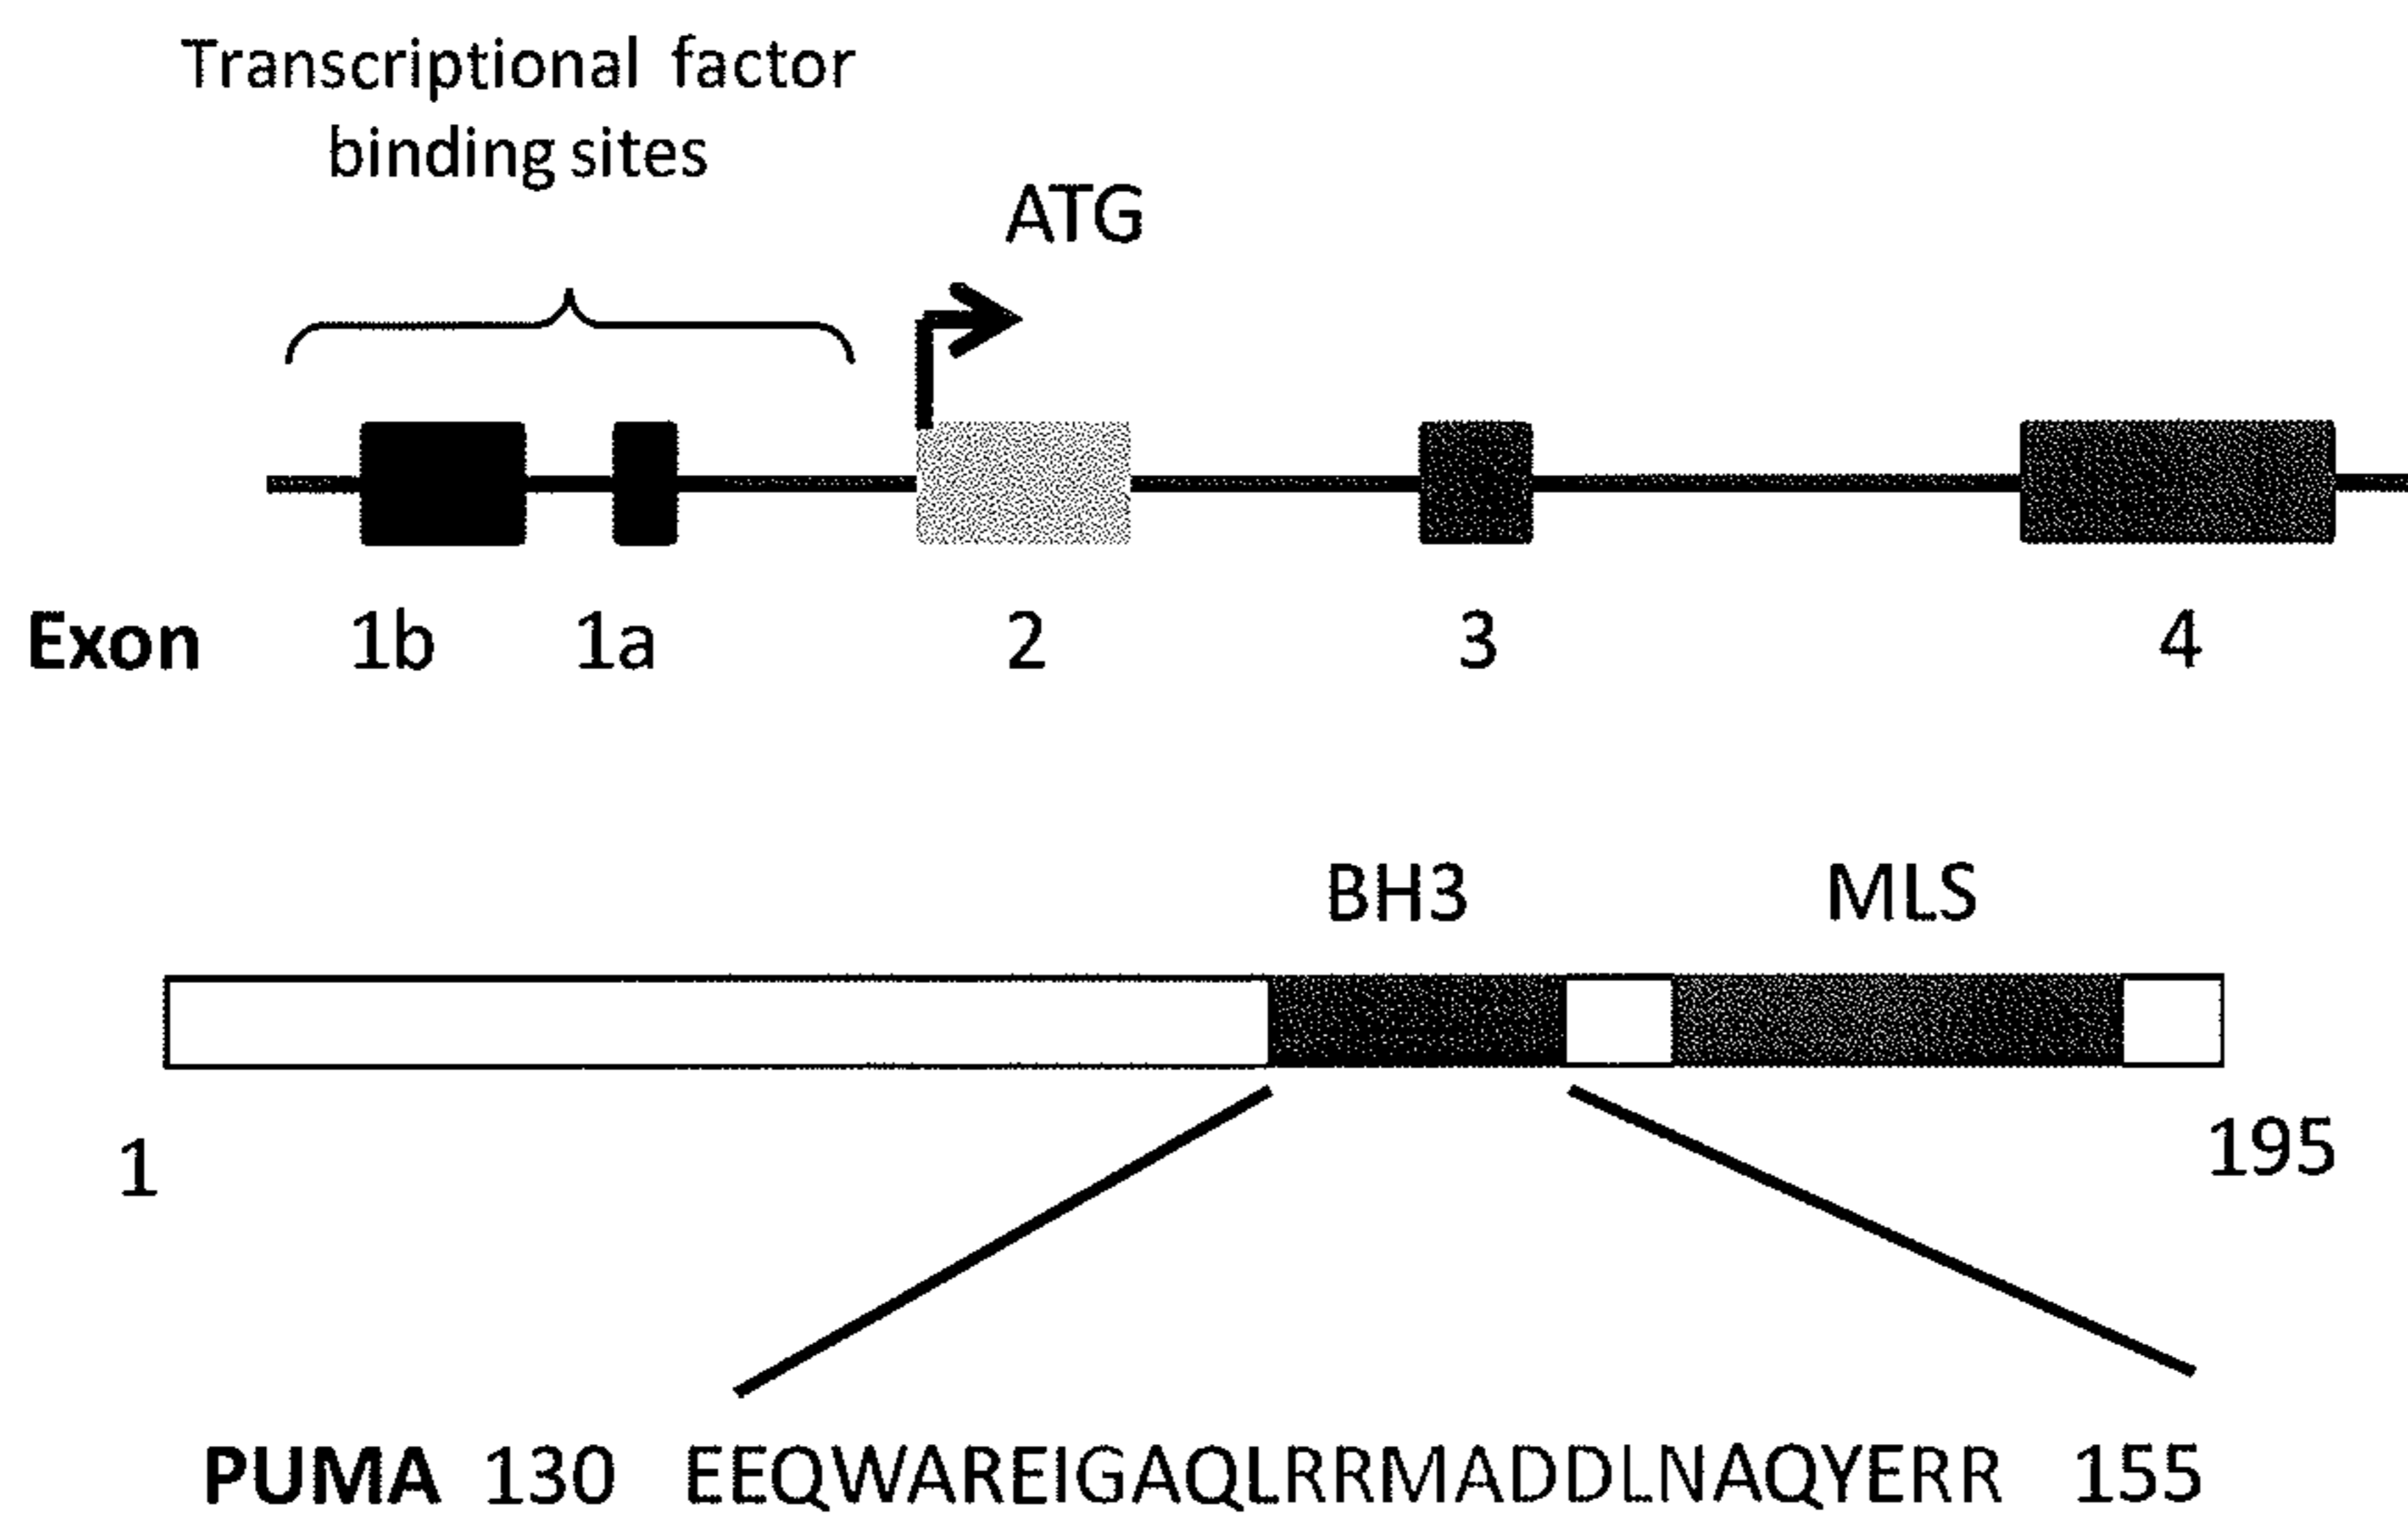 Transcriptional factor
binding sites
ATG
Exon 1b 1a 2 3 4
BH3 MLS
1 195
PUMA 130 EEQWAREIGAQLRRMADDLNAQYERR 155